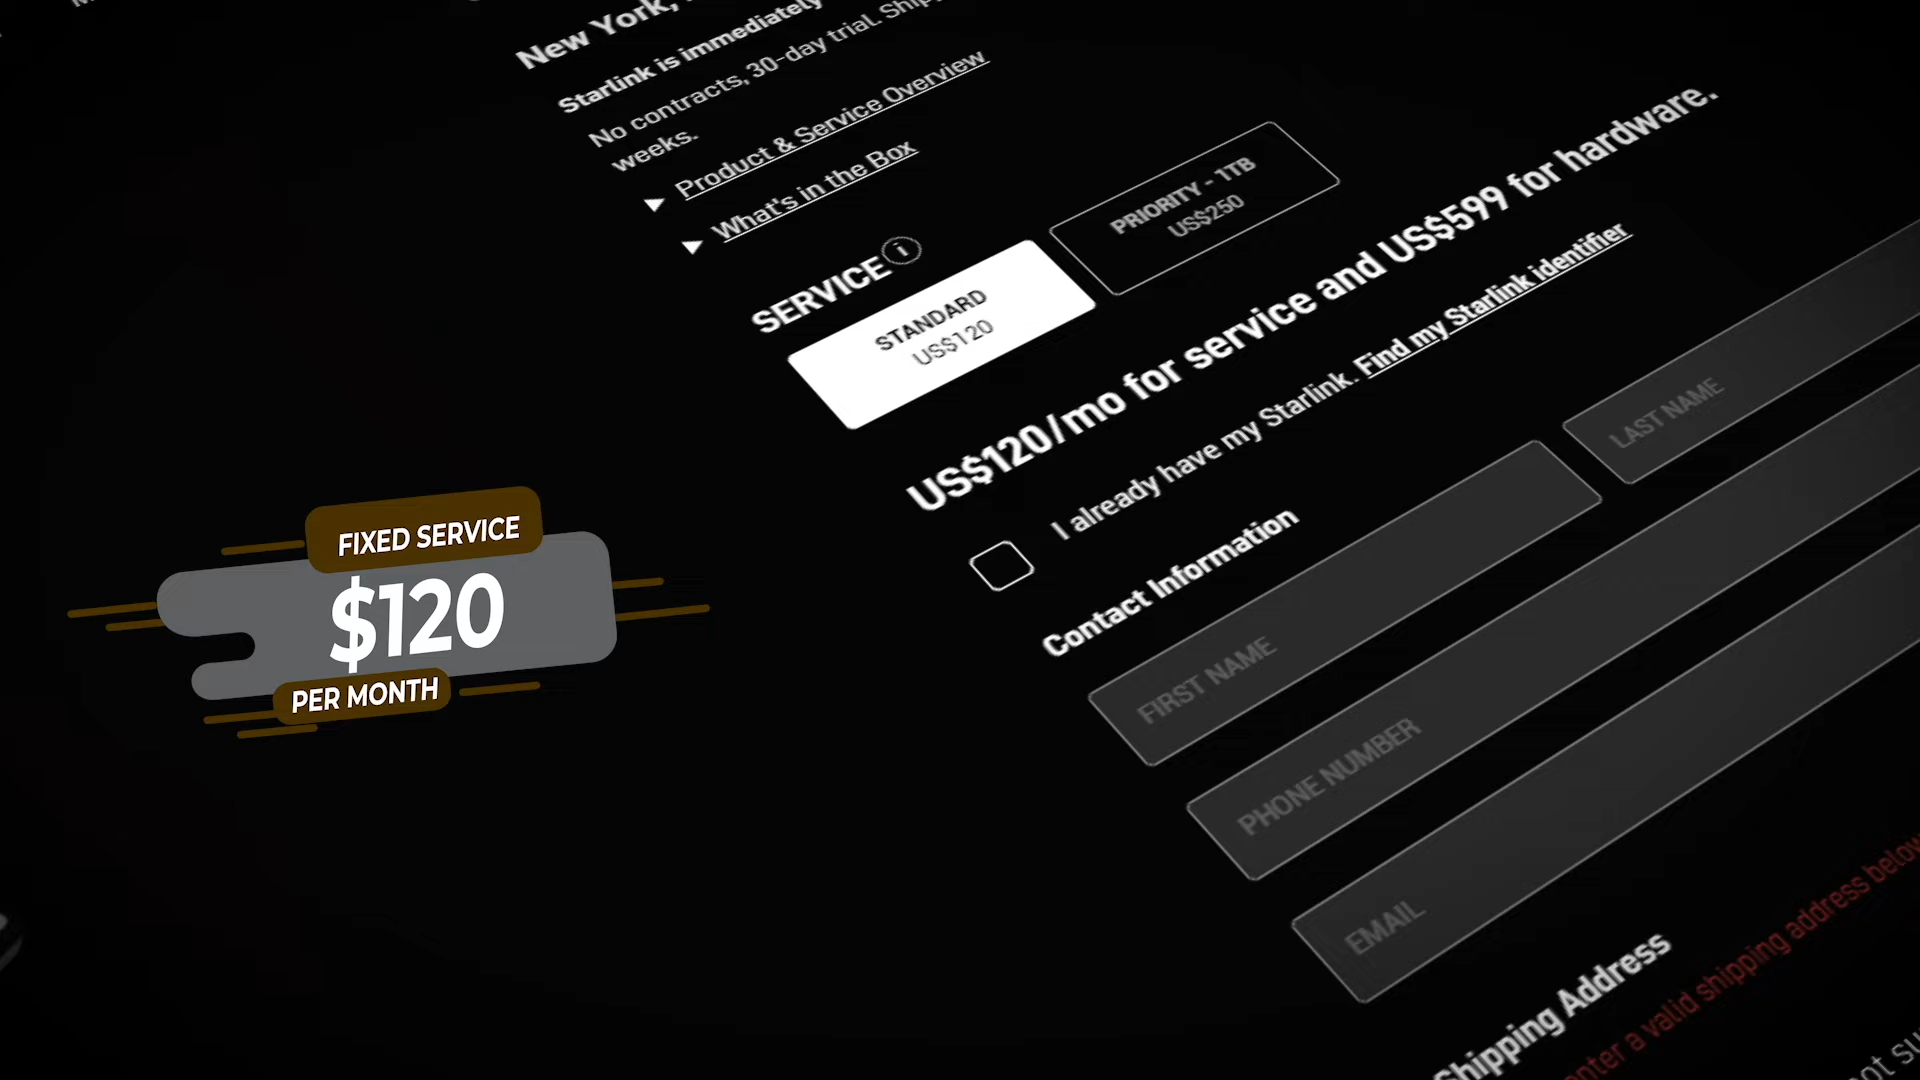 New York,
Starlink is immediately
No contracts, 30-day trial.
weeks.
Product & Service Overview
What's in the Box
SERVICE i
STANDARD
US$120
PRIORITY - 1TB
US$250
US$120/mo for service and US$599 for hardware.
I already have my Starlink. Find my Starlink identifier
Contact Information
FIRST NAME
LAST NAME
PHONE NUMBER
EMAIL
Shipping Address
a valid shipping address below
FIXED SERVICE
$120
PER MONTH